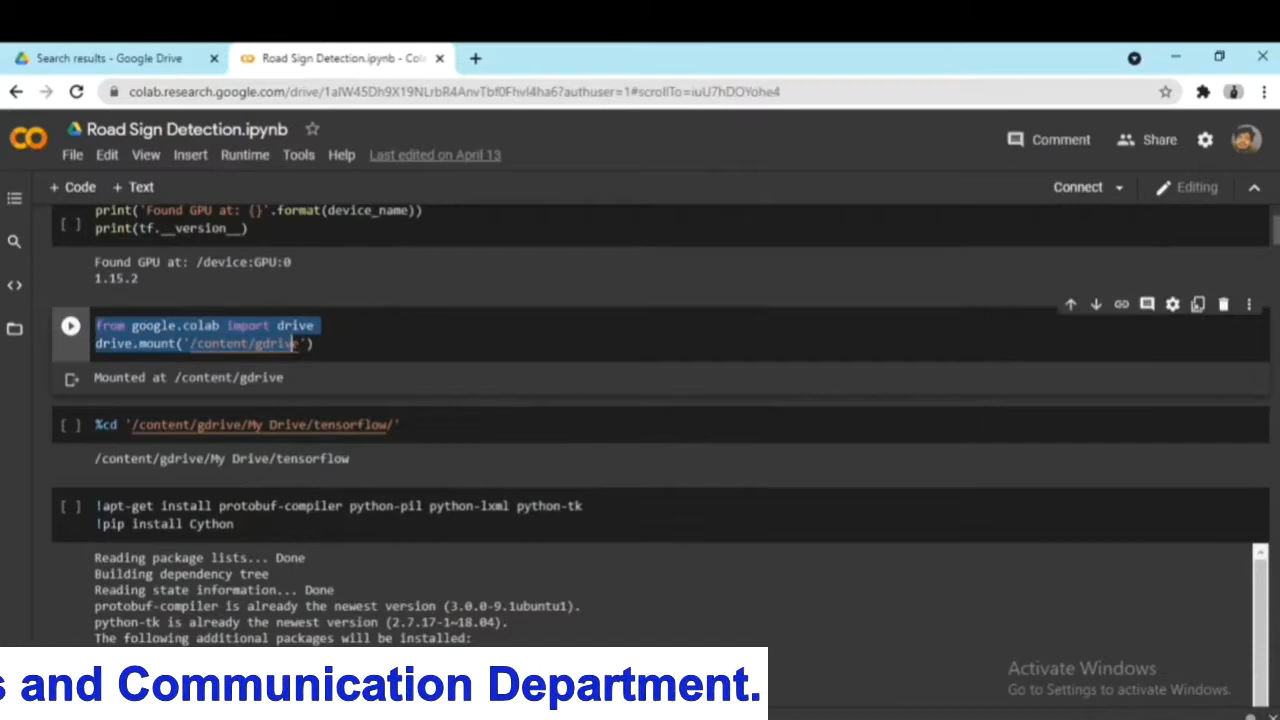 Search results - Google Drive
Road Sign Detection.ipynb - Col
colab.research.google.com/drive/1aIW45Dh9X19NLrbR4AnvTbf0FhvI4ha6?authuser=1#scrollTo=iuU7hDOYohe4
Road Sign Detection.ipynb
Comment
Share
File Edit View Insert Runtime Tools Help Last edited on April 13
+ Code + Text
Connect
Editing
print('Found GPU at: {}'.format(device_name))
[ ] print(tf.__version__)
Found GPU at: /device:GPU:0
1.15.2
from google.colab import drive
drive.mount('/content/gdrive')
Mounted at /content/gdrive
[ ] %cd '/content/gdrive/My Drive/tensorflow/'
/content/gdrive/My Drive/tensorflow
[ ] !apt-get install protobuf-compiler python-pil python-lxml python-tk
!pip install Cython
Reading package lists... Done
Building dependency tree
Reading state information... Done
protobuf-compiler is already the newest version (3.0.0-9.1ubuntu1).
python-tk is already the newest version (2.7.17-1~18.04).
The following additional packages will be installed:
s and Communication Department.
Activate Windows
Go to Settings to activate Windows.